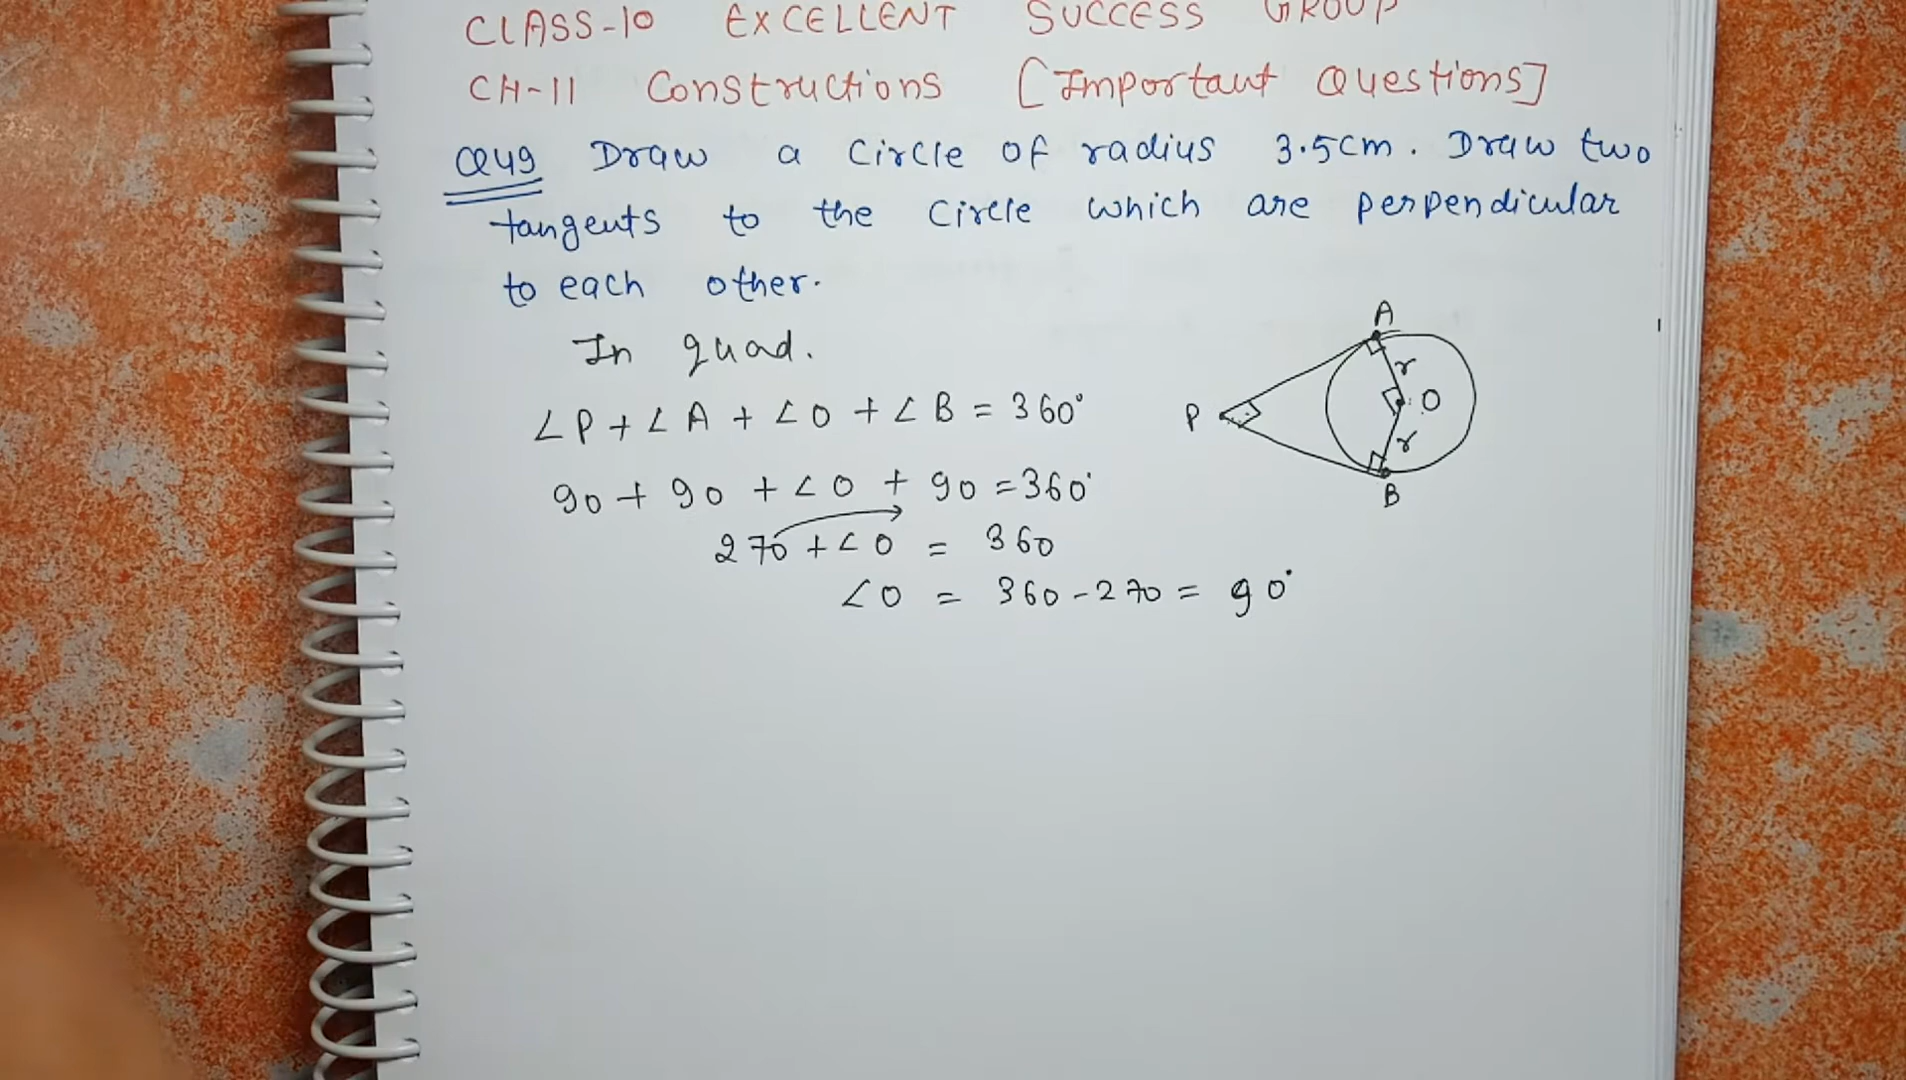 CLASS-10 EXCELLENT SUCCESS GROUP
CH-11 Constructions [Important Questions]
Q49 Draw a Circle of radius 3.5cm. Draw two
tangents to the Circle which are perpendicular
to each other.
In quad.
∠P + ∠A + ∠O + ∠B = 360°
90 + 90 + ∠O + 90 = 360°
270 + ∠O = 360
∠O = 360 - 270 = 90°
A
r
P
O
r
B